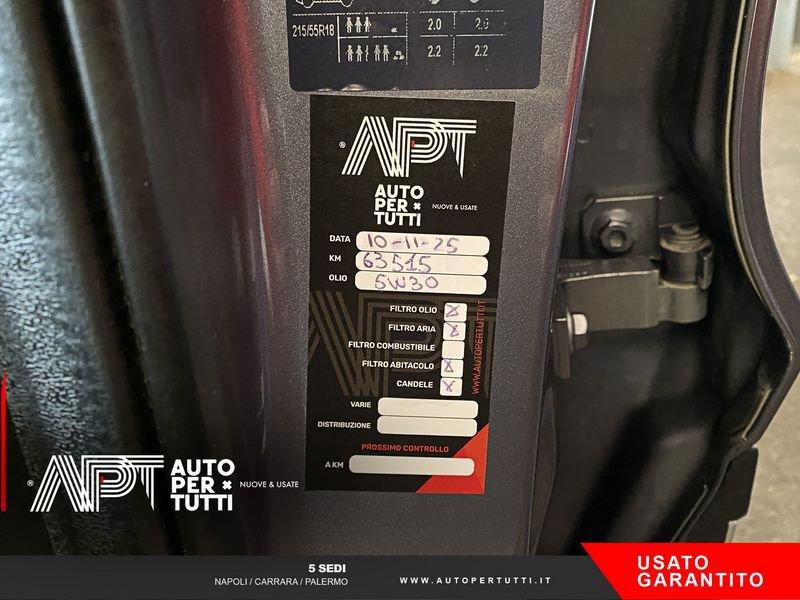 215/55R18 2.0
2.2 2.2
APT
®
AUTO
PER
TUTTI
NUOVE & USATE
DATA 10-11-25
KM 63515
OLIO 5W30
FILTRO OLIO X
FILTRO ARIA X
FILTRO COMBUSTIBILE
FILTRO ABITACOLO X
CANDELE X
WWW.AUTOPERTUTTI.IT
VARIE
DISTRIBUZIONE
PROSSIMO CONTROLLO
A KM
® APT AUTO
PER
TUTTI
NUOVE & USATE
5 SEDI
NAPOLI / CARRARA / PALERMO
WWW.AUTOPERTUTTI.IT
USATO
GARANTITO